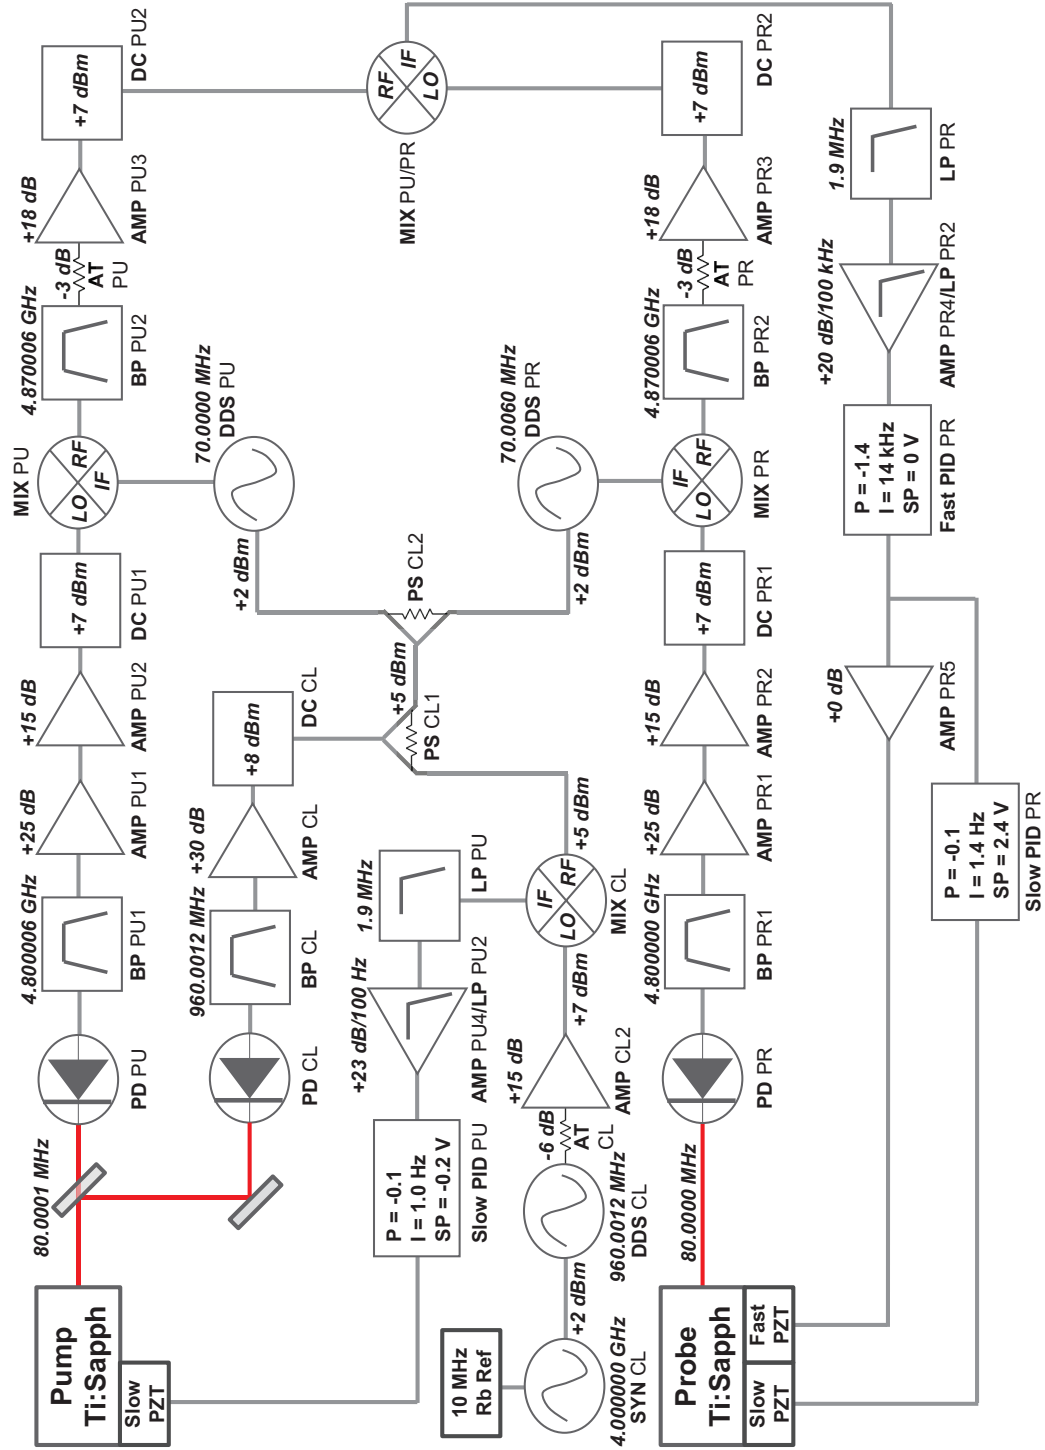 Pump
Ti:Sapph
Slow
PZT
80.0001 MHz
PD PU
4.800006 GHz
BP PU1
+25 dB
AMP PU1
+15 dB
AMP PU2
+7 dBm
DC PU1
MIX PU
LO
RF
IF
4.870006 GHz
BP PU2
-3 dB
AT
PU
+18 dB
AMP PU3
+7 dBm
DC PU2
PD CL
960.0012 MHz
BP CL
+30 dB
AMP CL
+8 dBm
DC CL
PS CL1
+5 dBm
PS CL2
+2 dBm
70.0000 MHz
DDS PU
+2 dBm
70.0060 MHz
DDS PR
RF
IF
LO
MIX PU/PR
P = -0.1
I = 1.0 Hz
SP = -0.2 V
Slow PID PU
+23 dB/100 Hz
AMP PU4/LP PU2
1.9 MHz
LP PU
10 MHz
Rb Ref
4.000000 GHz
SYN CL
+2 dBm
960.0012 MHz
DDS CL
-6 dB
AT
CL
+15 dB
AMP CL2
+7 dBm
IF
LO
RF
MIX CL
+5 dBm
Probe
Ti:Sapph
Slow
PZT
Fast
PZT
80.0000 MHz
PD PR
4.800000 GHz
BP PR1
+25 dB
AMP PR1
+15 dB
AMP PR2
+7 dBm
DC PR1
IF
LO
RF
MIX PR
4.870006 GHz
BP PR2
-3 dB
AT
PR
+18 dB
AMP PR3
+7 dBm
DC PR2
1.9 MHz
LP PR
+20 dB/100 kHz
AMP PR4/LP PR2
P = -1.4
I = 14 kHz
SP = 0 V
Fast PID PR
+0 dB
AMP PR5
P = -0.1
I = 1.4 Hz
SP = 2.4 V
Slow PID PR